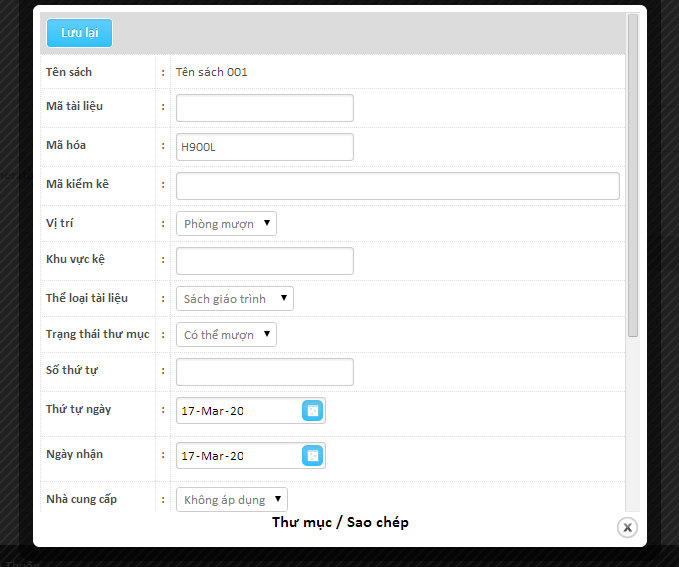 Lưu lại
Tên sách : Tên sách 001
Mã tài liệu :
Mã hóa : H900L
Mã kiểm kê :
Vị trí : Phòng mượn
Khu vực kệ :
Thể loại tài liệu : Sách giáo trình
Trạng thái thư mục : Có thể mượn
Số thứ tự :
Thứ tự ngày : 17-Mar-20
Ngày nhận : 17-Mar-20
Nhà cung cấp : Không áp dụng
Thư mục / Sao chép